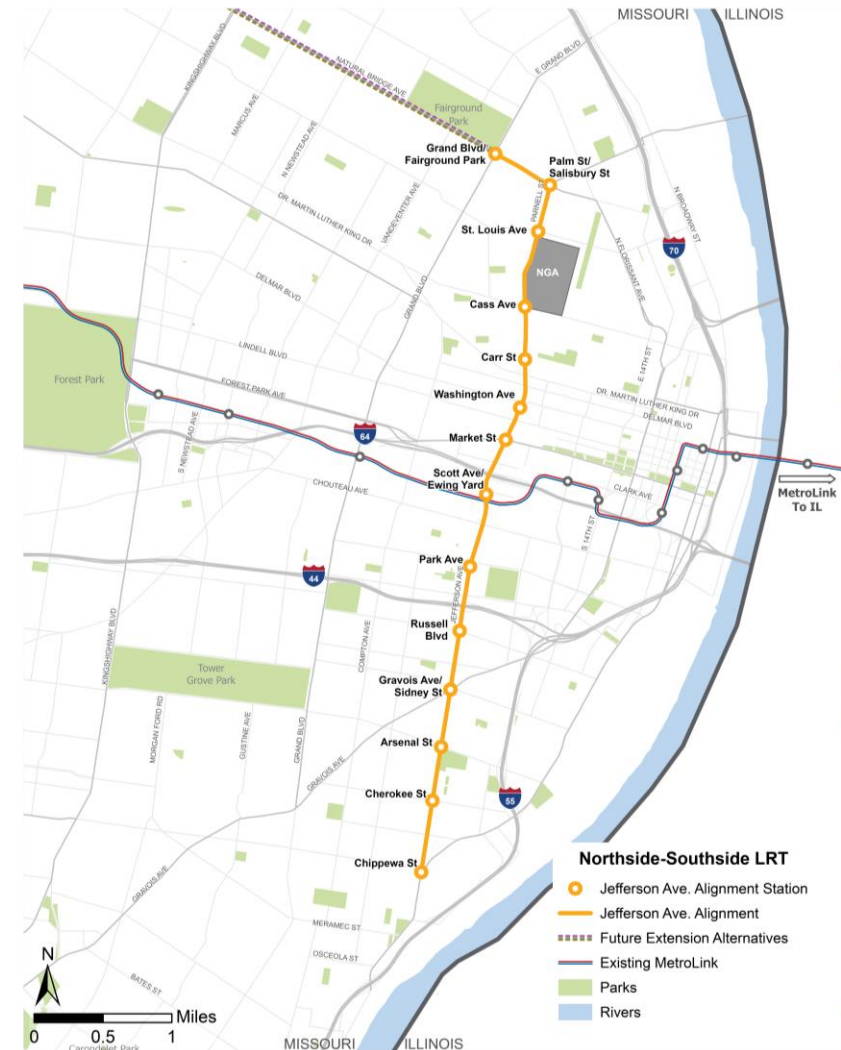 MISSOURI
ILLINOIS
KINGSHIGHWAY BLVD
NATURAL BRIDGE AVE
E GRAND BLVD
MARCUS AVE
N NEWSTEAD AVE
Fairground
Park
Grand Blvd/
Fairground Park
Palm St/
Salisbury St
PARNELL ST
VANDEVENTER AVE
DR. MARTIN LUTHER KING DR
St. Louis Ave
N BROADWAY ST
70
N FLORISSANT AVE
NGA
DELMAR BLVD
GRAND BLVD
Cass Ave
LINDELL BLVD
Carr St
E 14TH ST
Forest Park
FOREST PARK AVE
Washington Ave
DR. MARTIN LUTHER KING DR
DELMAR BLVD
64
Market St
S NEWSTEAD AVE
Scott Ave/
Ewing Yard
CHOUTEAU AVE
CLARK AVE
MetroLink
To IL
S 14TH ST
Park Ave
44
JEFFERSON AVE
Russell
Blvd
COMPTON AVE
KINGSHIGHWAY BLVD
Tower
Grove Park
Gravois Ave/
Sidney St
MORGAN FORD RD
GUSTINE AVE
GRAND BLVD
Arsenal St
GRAVOIS AVE
Cherokee St
55
Chippewa St
GRAVOIS AVE
MERAMEC ST
OSCEOLA ST
BATES ST
N
Miles
0 0.5 1
Carondelet Park
MISSOURI
ILLINOIS
Northside-Southside LRT
Jefferson Ave. Alignment Station
Jefferson Ave. Alignment
Future Extension Alternatives
Existing MetroLink
Parks
Rivers